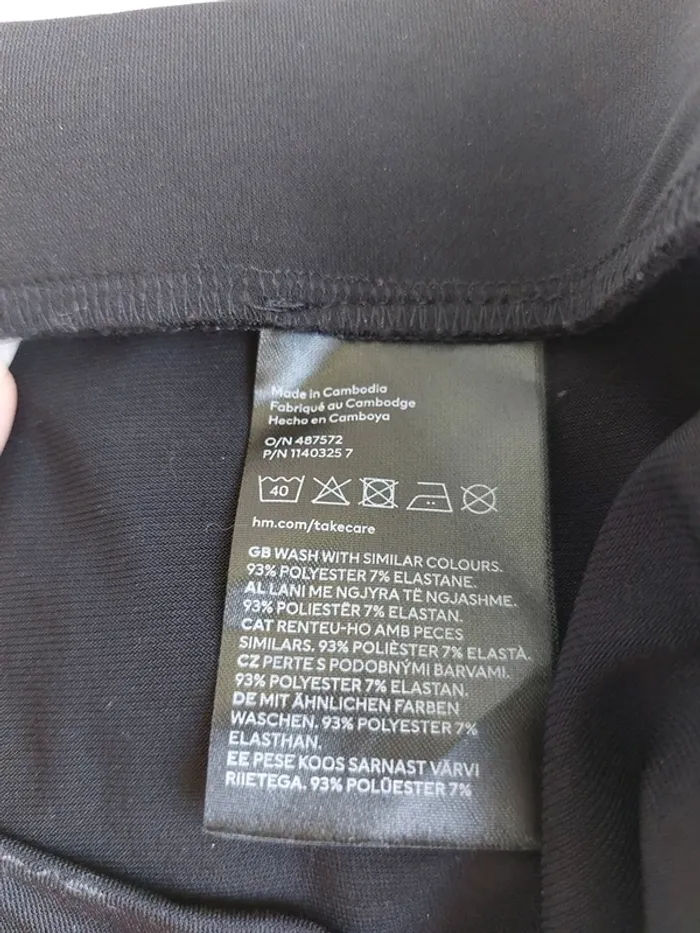 Made in Cambodia
Fabriqué au Cambodge
Hecho en Camboya
O/N 487572
P/N 1140325 7
40
hm.com/takecare
GB WASH WITH SIMILAR COLOURS.
93% POLYESTER 7% ELASTANE.
AL LANI ME NGJYRA TË NGJASHME.
93% POLIESTËR 7% ELASTAN.
CAT RENTEU-HO AMB PECES
SIMILARS. 93% POLIÈSTER 7% ELASTÀ.
CZ PERTE S PODOBNÝMI BARVAMI.
93% POLYESTER 7% ELASTAN.
DE MIT ÄHNLICHEN FARBEN
WASCHEN. 93% POLYESTER 7%
ELASTHAN.
EE PESE KOOS SARNAST VÄRVI
RIIETEGA. 93% POLÜESTER 7%